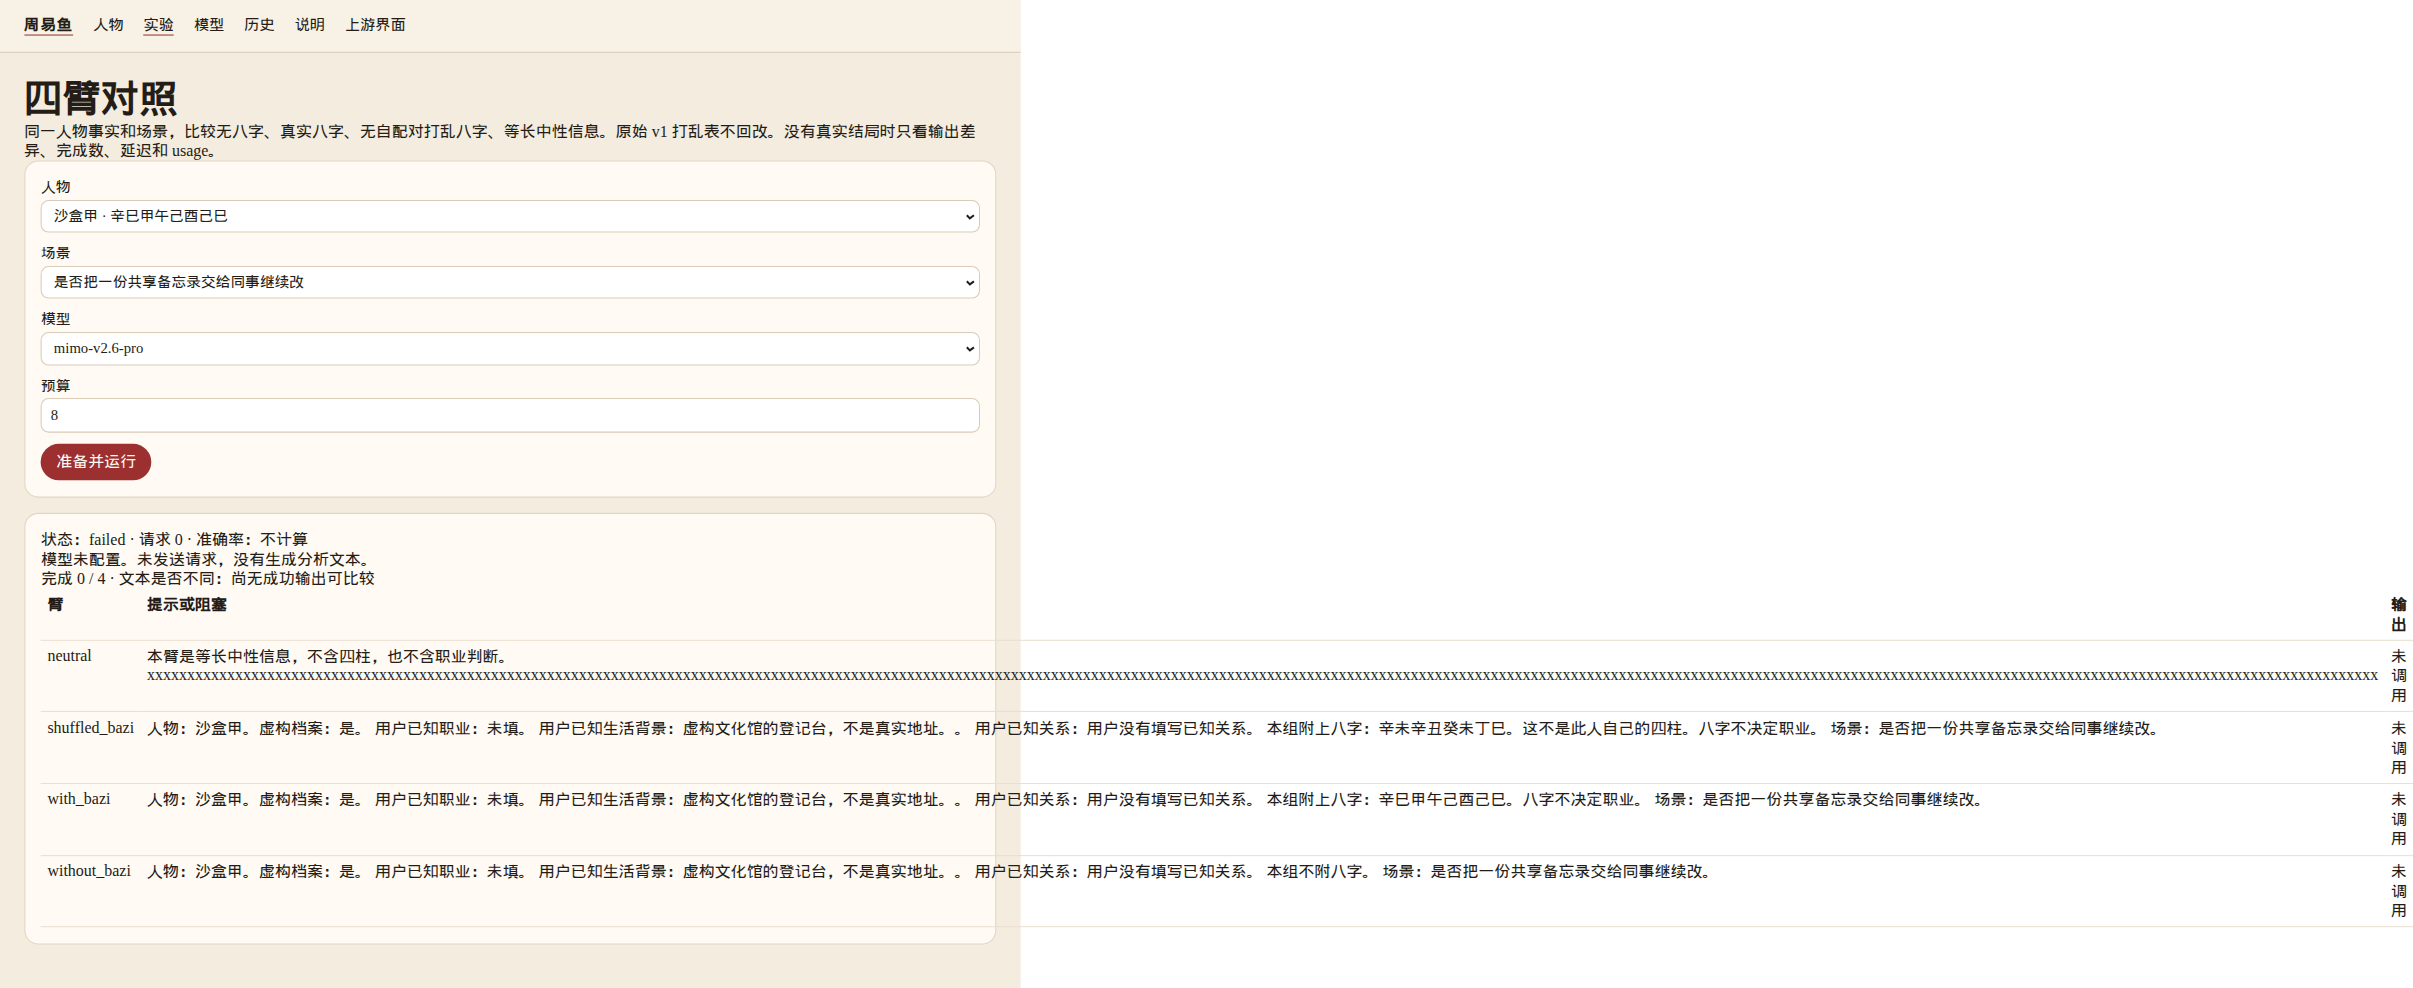 周易鱼 人物 实验 模型 历史 说明 上游界面
四臂对照
同一人物事实和场景，比较无八字、真实八字、无自配对打乱八字、等长中性信息。原始 v1 打乱表不回改。没有真实结局时只看输出差
异、完成数、延迟和 usage。
人物
沙盒甲 · 辛巳甲午己酉己巳
场景
是否把一份共享备忘录交给同事继续改
模型
mimo-v2.6-pro
预算
8
准备并运行
状态：failed · 请求 0 · 准确率：不计算
模型未配置。未发送请求，没有生成分析文本。
完成 0 / 4 · 文本是否不同：尚无成功输出可比较
臂 提示或阻塞 输出
neutral 本臂是等长中性信息，不含四柱，也不含职业判断。 未调用
shuffled_bazi 人物：沙盒甲。虚构档案：是。 用户已知职业：未填。 用户已知生活背景：虚构文化馆的登记台，不是真实地址。。 用户已知关系：用户没有填写已知关系。 本组附上八字：辛未辛丑癸未丁巳。这不是此人自己的四柱。八字不决定职业。 场景：是否把一份共享备忘录交给同事继续改。 未调用
with_bazi 人物：沙盒甲。虚构档案：是。 用户已知职业：未填。 用户已知生活背景：虚构文化馆的登记台，不是真实地址。。 用户已知关系：用户没有填写已知关系。 本组附上八字：辛巳甲午己酉己巳。八字不决定职业。 场景：是否把一份共享备忘录交给同事继续改。 未调用
without_bazi 人物：沙盒甲。虚构档案：是。 用户已知职业：未填。 用户已知生活背景：虚构文化馆的登记台，不是真实地址。。 用户已知关系：用户没有填写已知关系。 本组不附八字。 场景：是否把一份共享备忘录交给同事继续改。 未调用